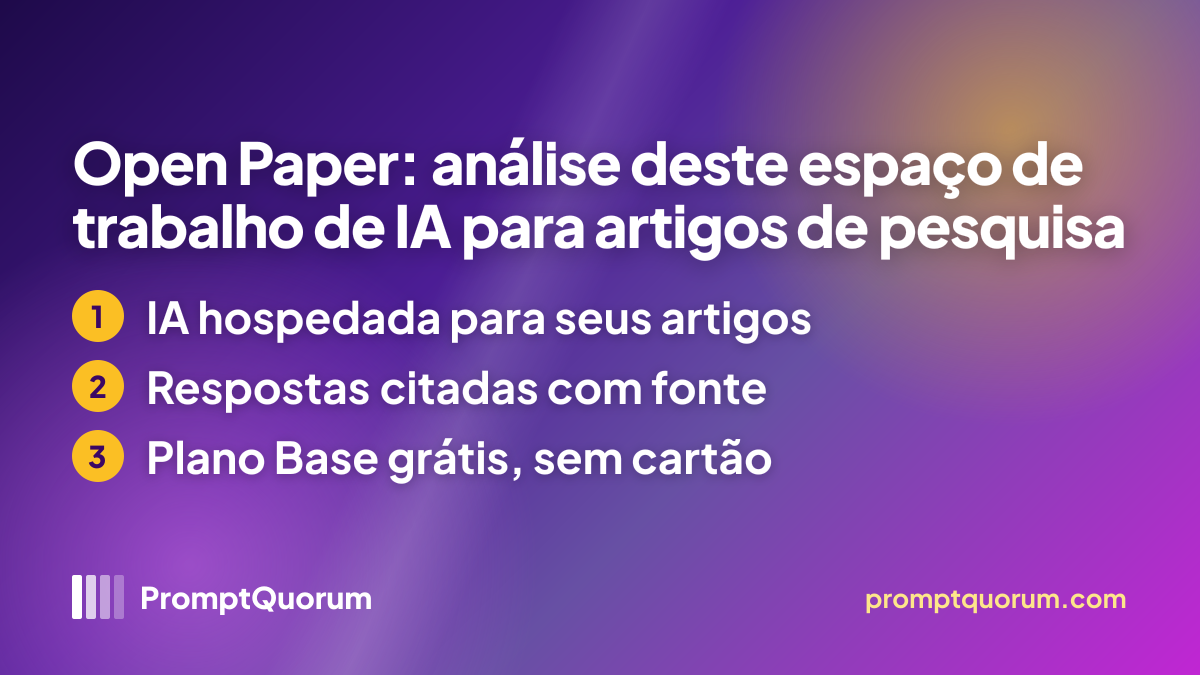 Open Paper: análise deste espaço de
trabalho de IA para artigos de pesquisa
1 IA hospedada para seus artigos
2 Respostas citadas com fonte
3 Plano Base grátis, sem cartão
PromptQuorum
promptquorum.com